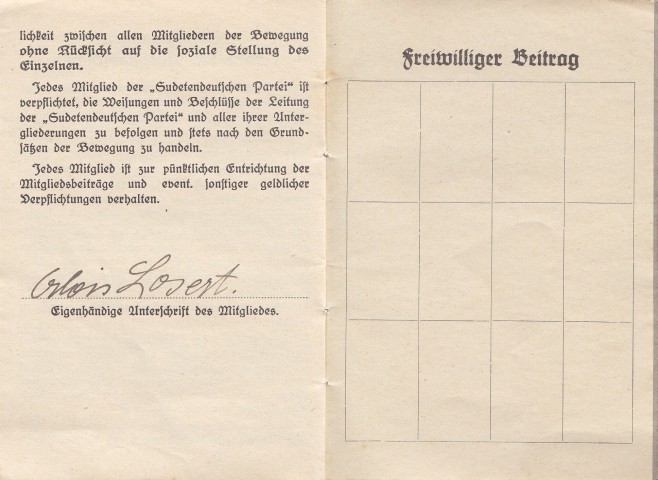 lichkeit zwischen allen Mitgliedern der Bewegung
ohne Rücksicht auf die soziale Stellung des
Einzelnen.
Jedes Mitglied der „Sudetendeutschen Partei“ ist
verpflichtet, die Weisungen und Beschlüsse der Leitung
der „Sudetendeutschen Partei“ und aller ihrer Unter-
gliederungen zu befolgen und stets nach den Grund-
sätzen der Bewegung zu handeln.
Jedes Mitglied ist zur pünktlichen Entrichtung der
Mitgliedsbeiträge und event. sonstiger geldlicher
Verpflichtungen verhalten.
Alois Losert.
Eigenhändige Unterschrift des Mitgliedes.
Freiwilliger Beitrag